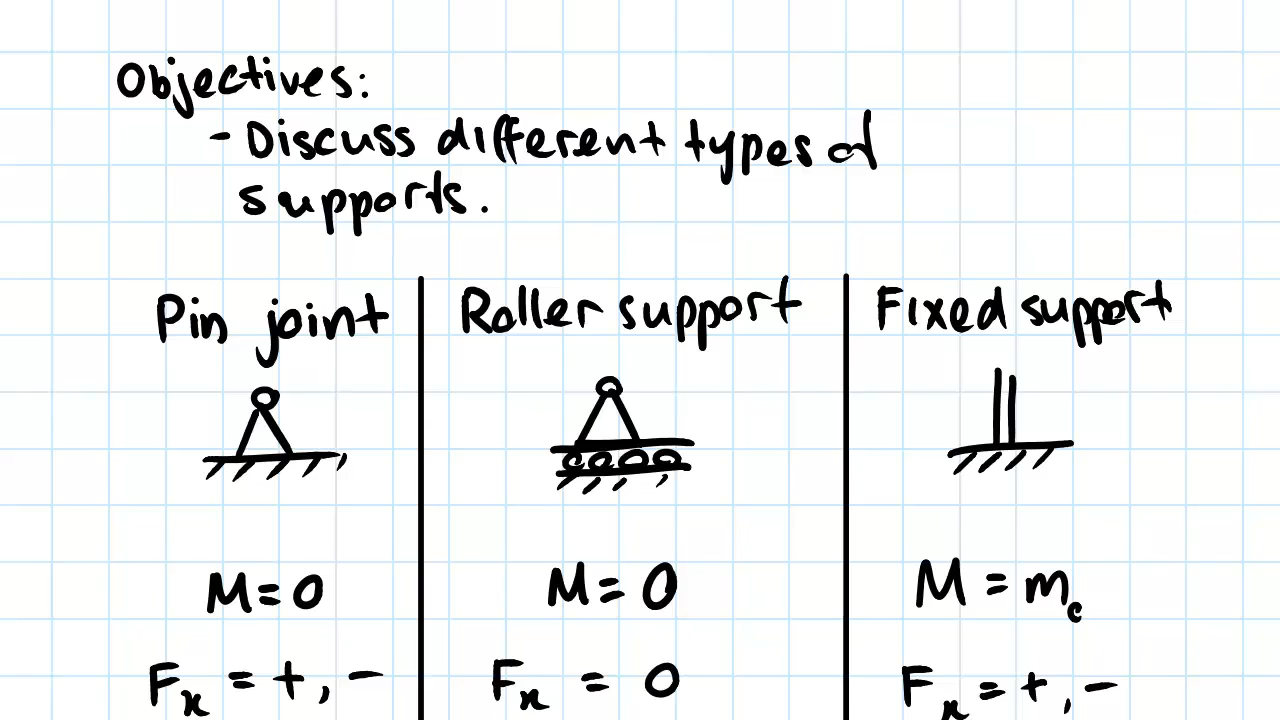 Objectives:
- Discuss different types of
supports.
Pin joint
Roller support
Fixed support
M = 0
M = 0
M = mc
Fx = +, -
Fx = 0
Fx = +, -